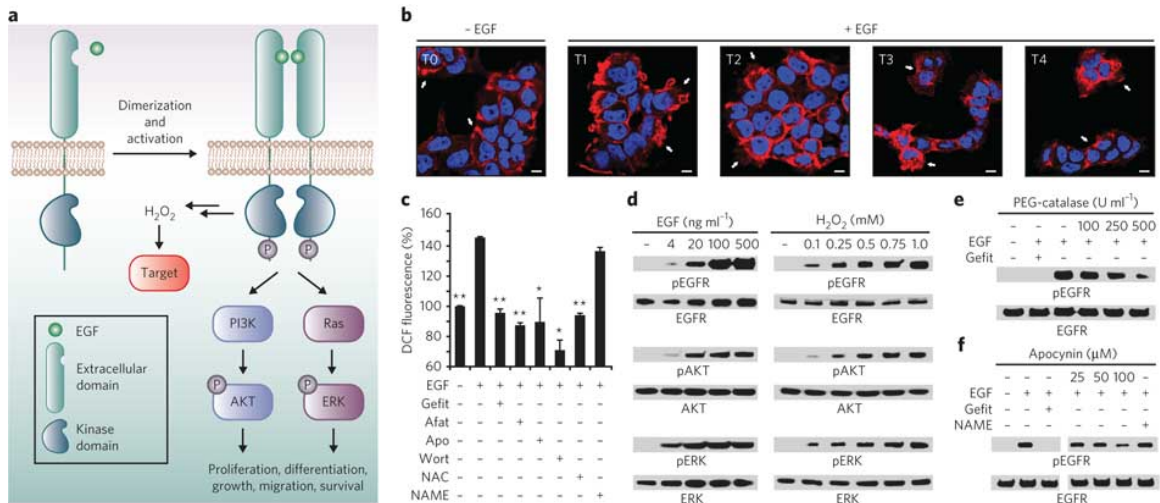 a
EGF
Dimerization
and
activation
H2O2
Target
P P
PI3K Ras
P P
AKT ERK
Proliferation, differentiation,
growth, migration, survival
EGF
Extracellular
domain
Kinase
domain
b
– EGF + EGF
T0 T1 T2 T3 T4
c
DCF fluorescence (%)
160
140
120
100
80
60
** ** ** * * **
EGF – + + + + + + +
Gefit – – + – – – – –
Afat – – – + – – – –
Apo – – – – + – – –
Wort – – – – – + – –
NAC – – – – – – + –
NAME – – – – – – – +
d
EGF (ng ml−1) H2O2 (mM)
– 4 20 100 500 – 0.1 0.25 0.5 0.75 1.0
pEGFR pEGFR
EGFR EGFR
pAKT pAKT
AKT AKT
pERK pERK
ERK ERK
e
PEG-catalase (U ml−1)
– – – 100 250 500
EGF – + + + + +
Gefit – + – – – –
pEGFR
EGFR
f
Apocynin (μM)
– – – 25 50 100 –
EGF – + + + + + +
Gefit – – + – – – –
NAME – – – – – – +
pEGFR
EGFR